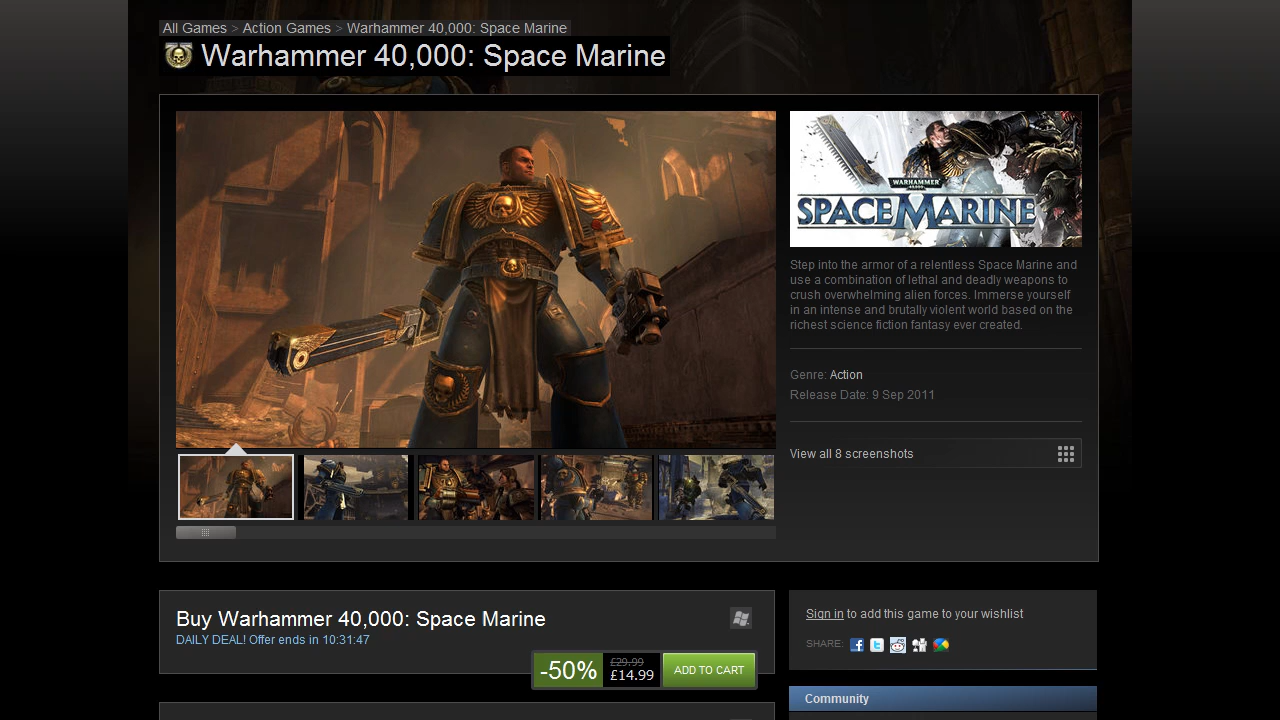 All Games > Action Games > Warhammer 40,000: Space Marine
Warhammer 40,000: Space Marine
WARHAMMER
40,000
SPACE MARINE
Step into the armor of a relentless Space Marine and
use a combination of lethal and deadly weapons to
crush overwhelming alien forces. Immerse yourself
in an intense and brutally violent world based on the
richest science fiction fantasy ever created.
Genre: Action
Release Date: 9 Sep 2011
View all 8 screenshots
Buy Warhammer 40,000: Space Marine
DAILY DEAL! Offer ends in 10:31:47
-50%
£29.99
£14.99
ADD TO CART
Sign in to add this game to your wishlist
SHARE:
Community